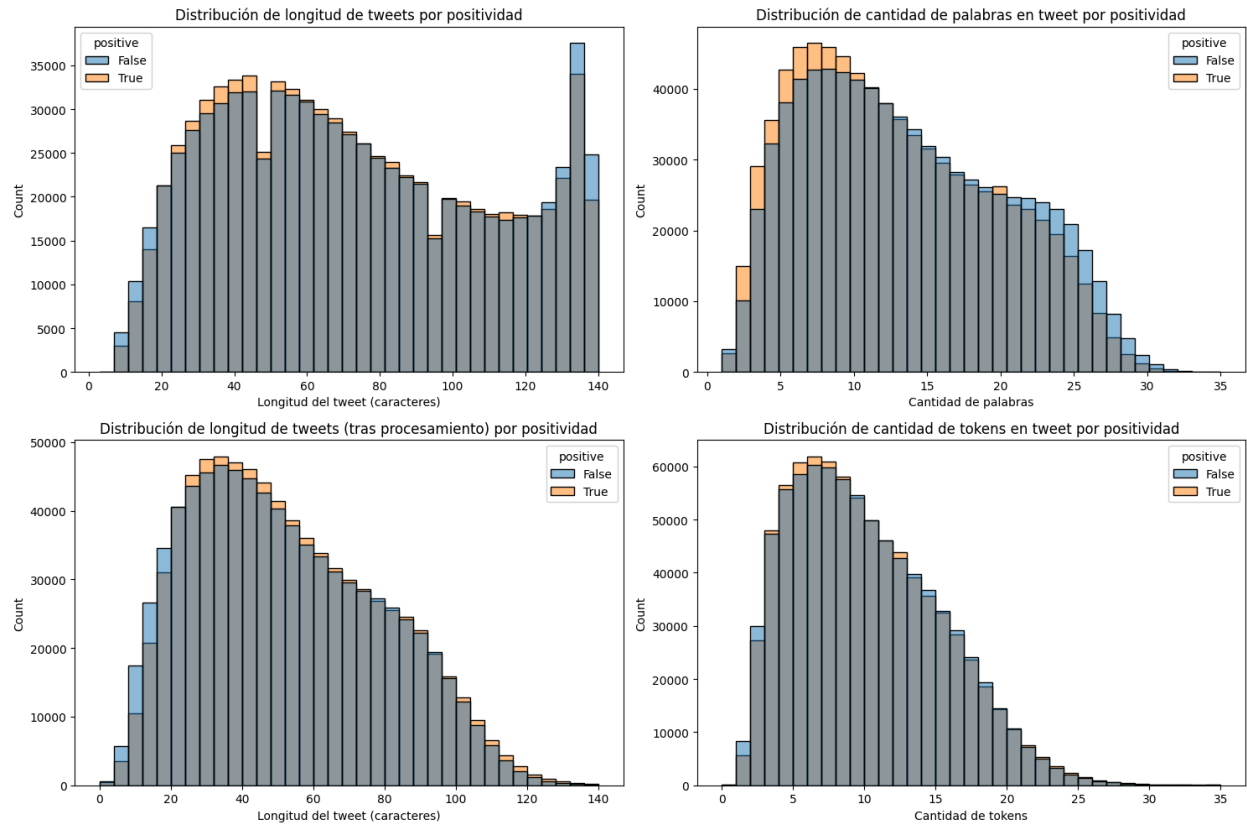 Distribución de longitud de tweets por positividad
positive
False
True
Count
35000
30000
25000
20000
15000
10000
5000
0
0 20 40 60 80 100 120 140
Longitud del tweet (caracteres)
Distribución de cantidad de palabras en tweet por positividad
positive
False
True
Count
40000
30000
20000
10000
0
0 5 10 15 20 25 30 35
Cantidad de palabras
Distribución de longitud de tweets (tras procesamiento) por positividad
positive
False
True
Count
50000
40000
30000
20000
10000
0
0 20 40 60 80 100 120 140
Longitud del tweet (caracteres)
Distribución de cantidad de tokens en tweet por positividad
positive
False
True
Count
60000
50000
40000
30000
20000
10000
0
0 5 10 15 20 25 30 35
Cantidad de tokens